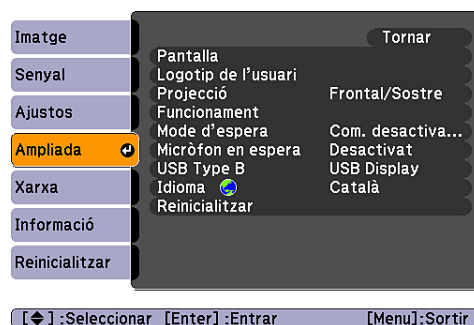 Imatge
Senyal
Ajustos
Ampliada
Xarxa
Informació
Reinicialitzar
Tornar
Pantalla
Logotip de l'usuari
Projecció Frontal/Sostre
Funcionament
Mode d'espera Com. desactiva...
Micròfon en espera Desactivat
USB Type B USB Display
Idioma Català
Reinicialitzar
[◆] :Seleccionar [Enter] :Entrar [Menu]:Sortir